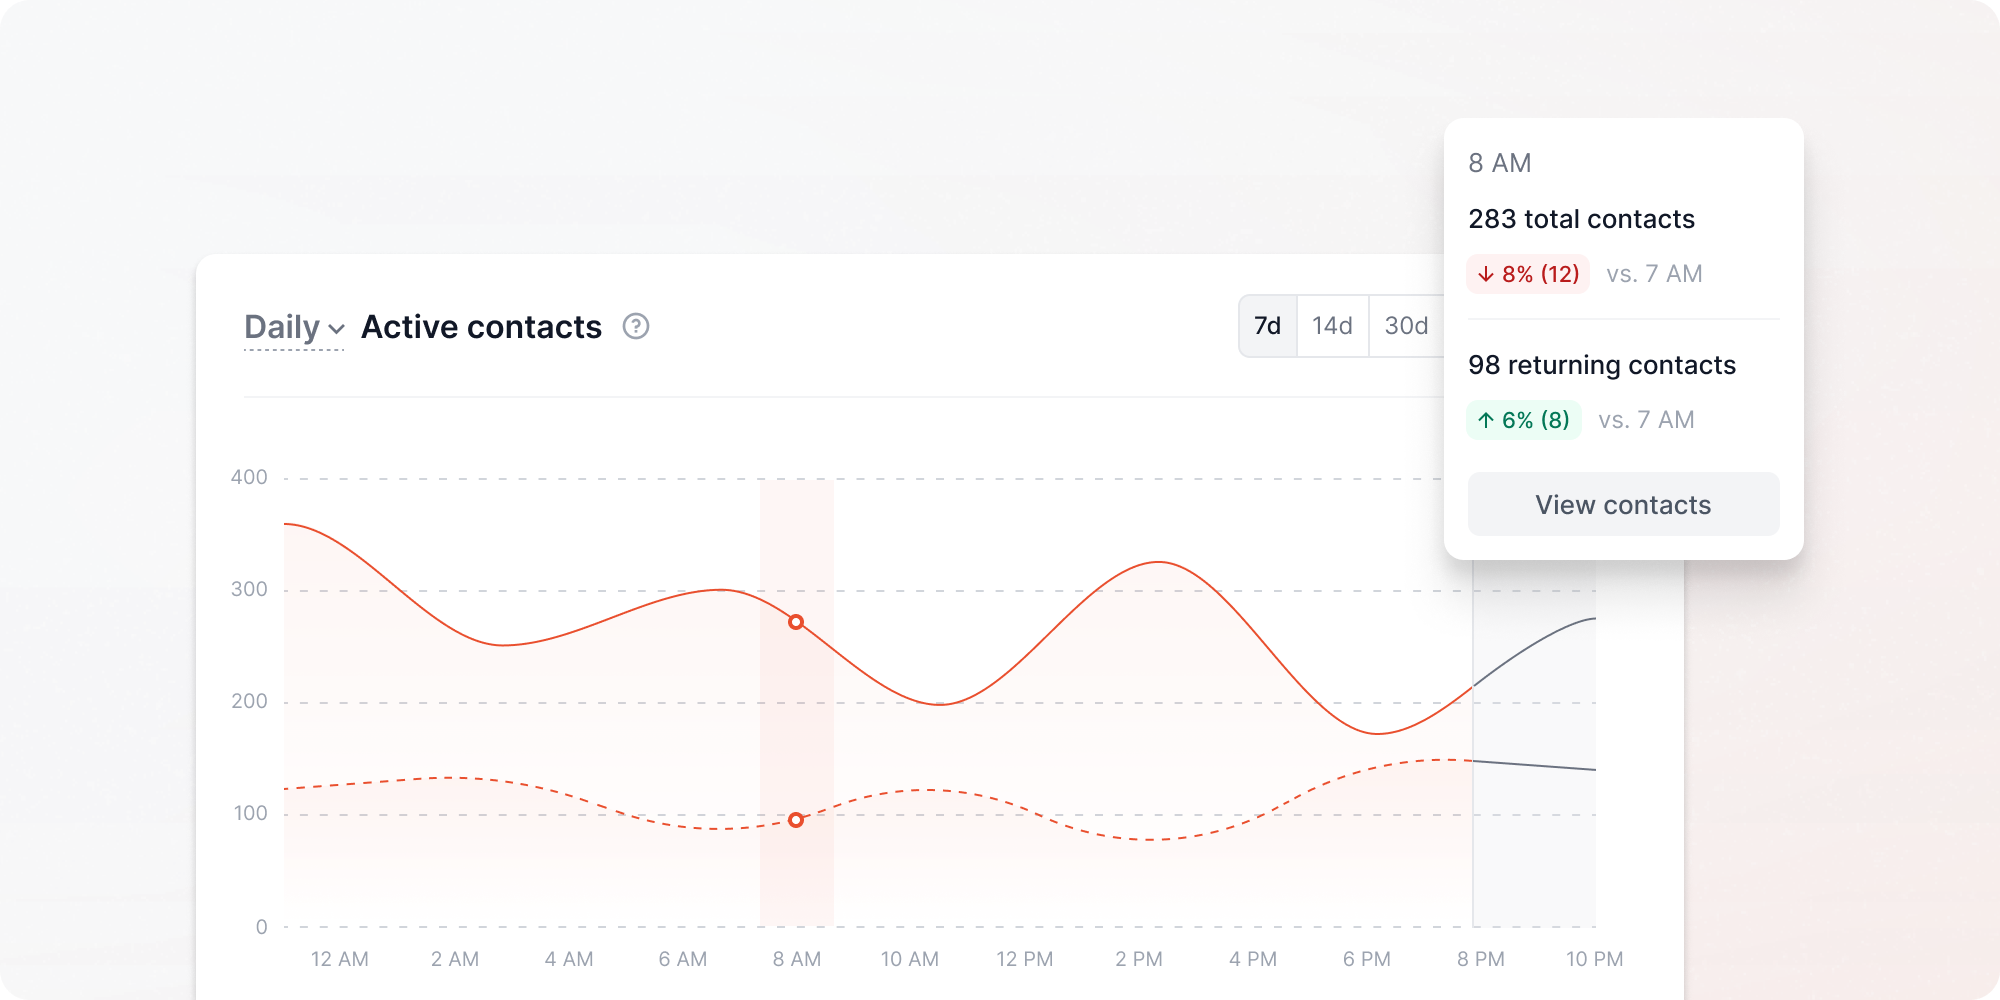 8 AM
283 total contacts
↓ 8% (12) vs. 7 AM
98 returning contacts
↑ 6% (8) vs. 7 AM
View contacts
Daily Active contacts ?
7d 14d 30d
400
300
200
100
0
12 AM 2 AM 4 AM 6 AM 8 AM 10 AM 12 PM 2 PM 4 PM 6 PM 8 PM 10 PM